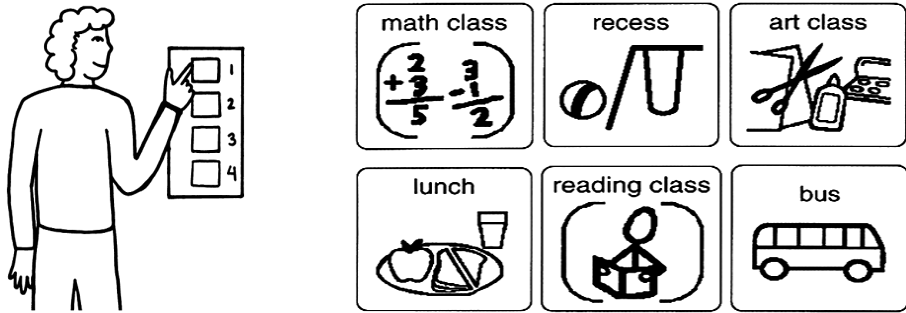 1
2
3
4
math class
2
+ 3
5
3
- 1
2
recess
art class
lunch
reading class
bus